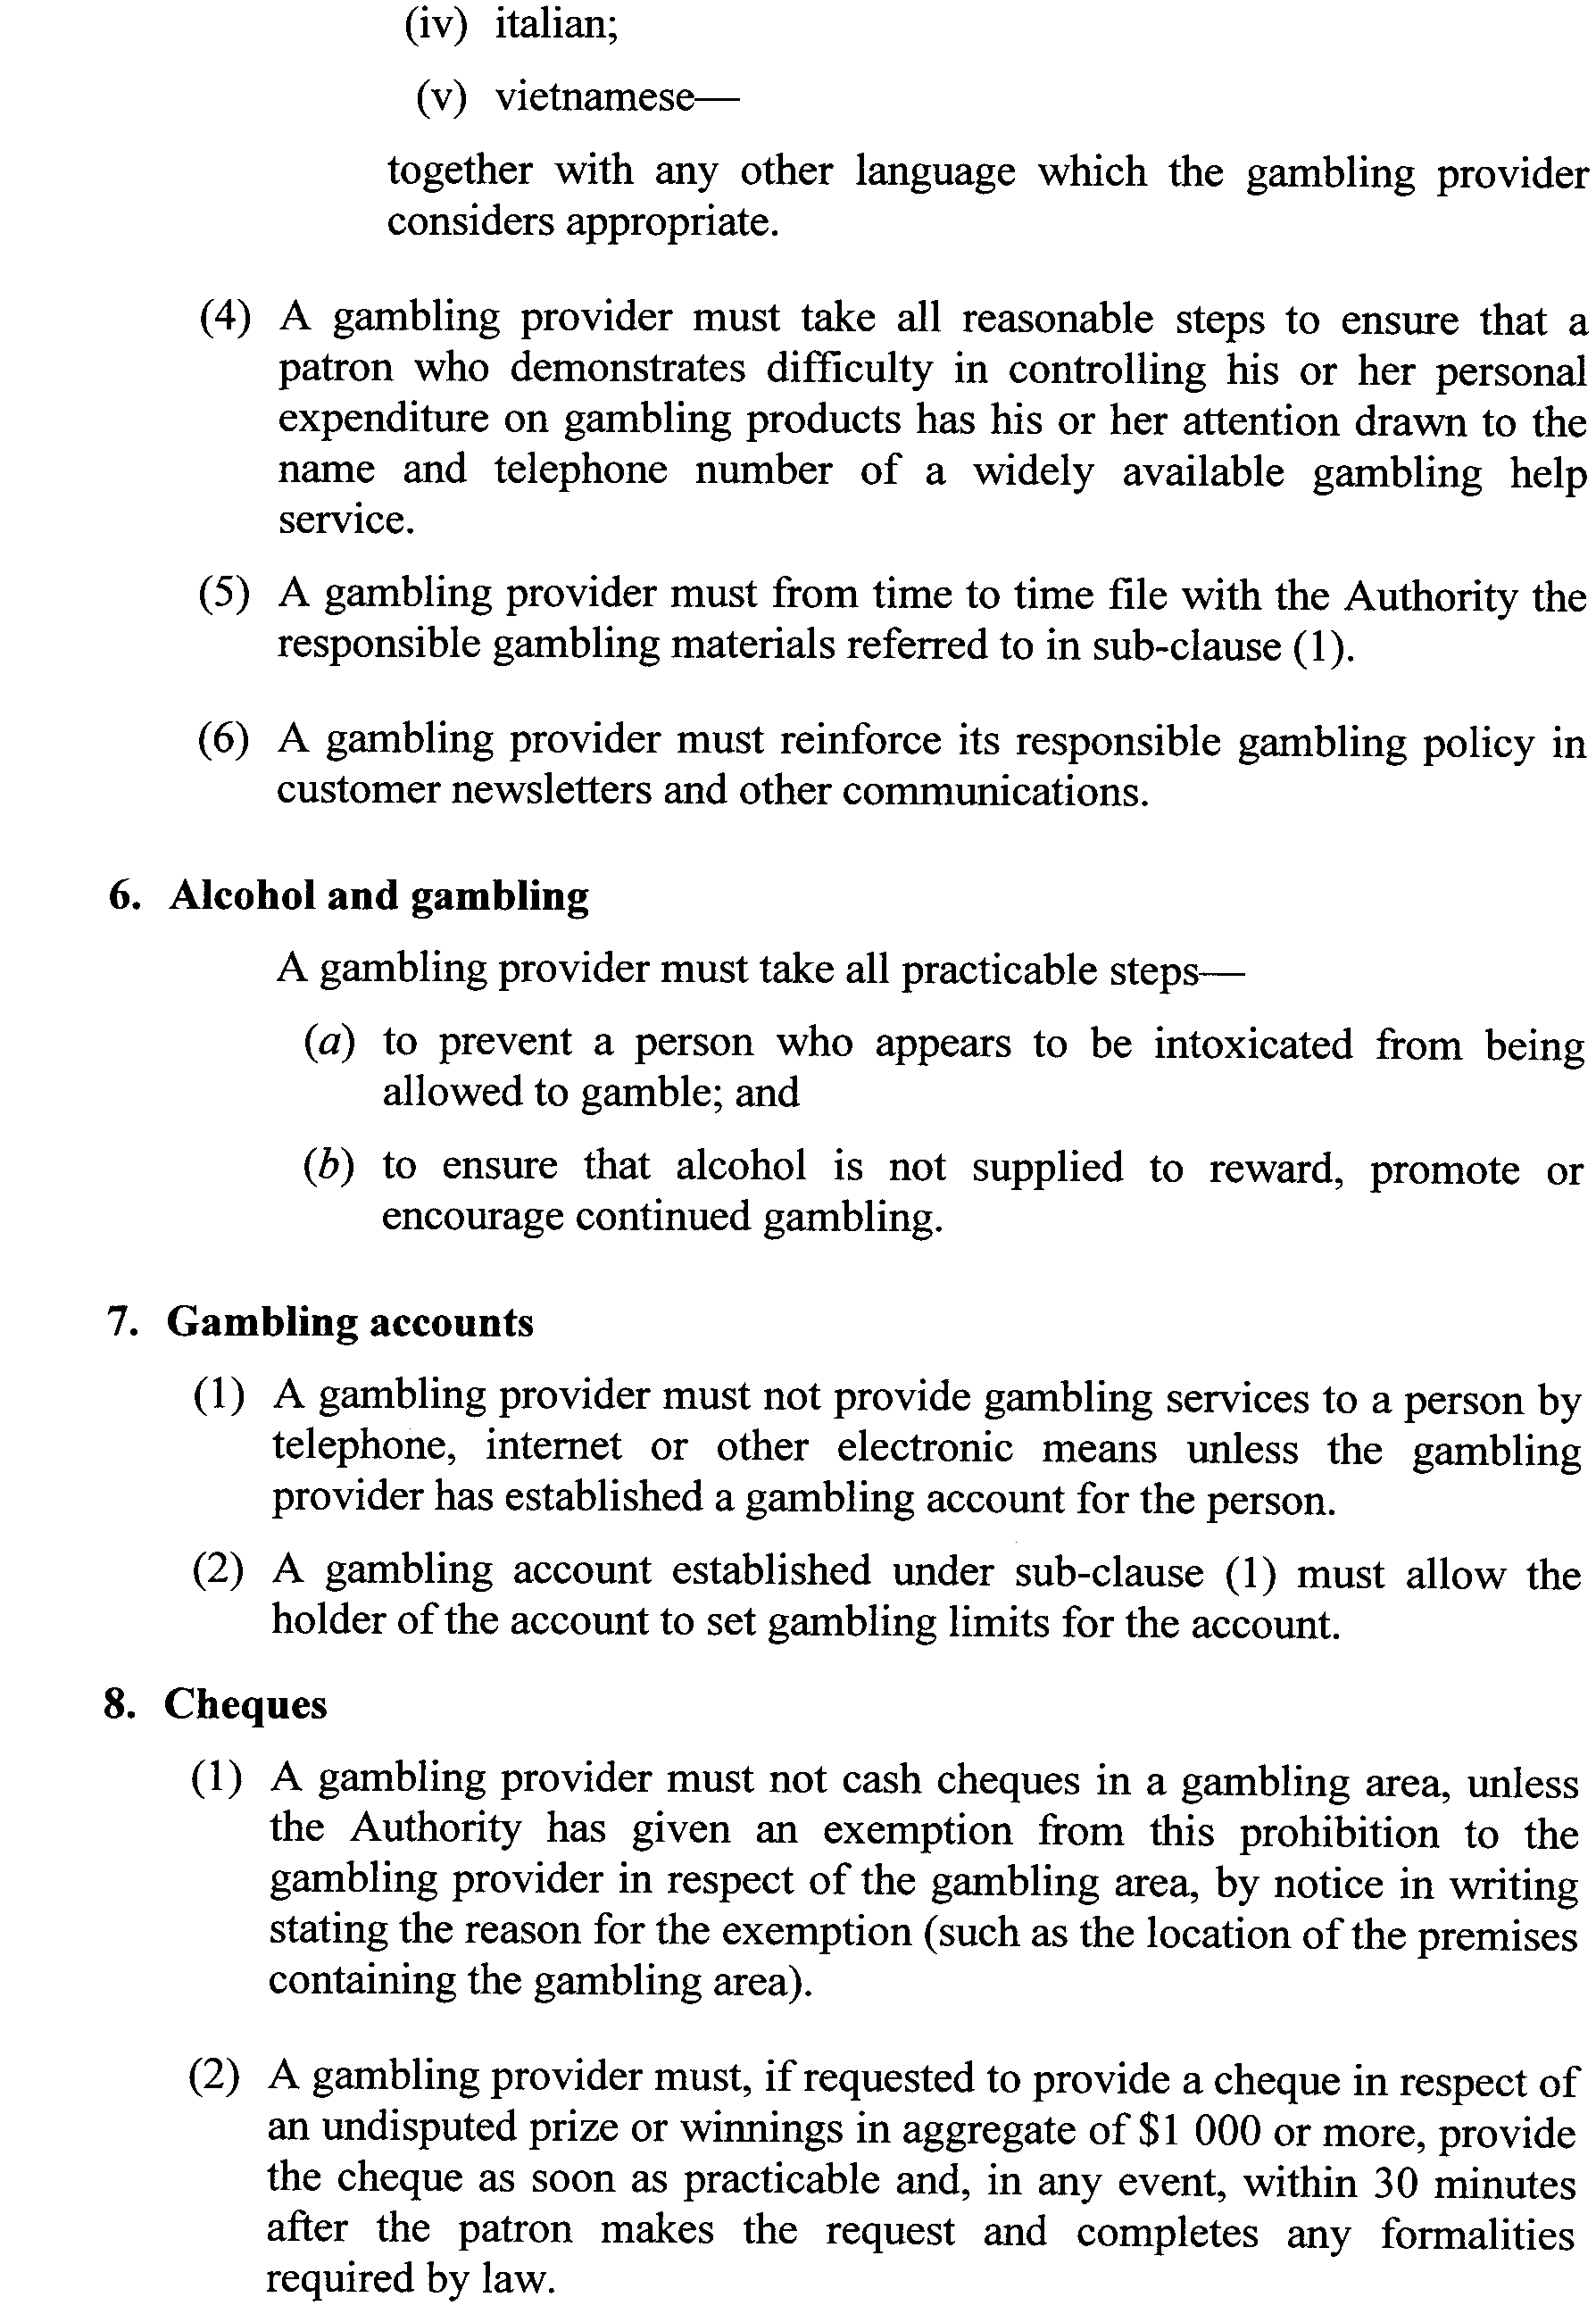 (iv) italian;
(v) vietnamese—
together with any other language which the gambling provider
considers appropriate.
(4) A gambling provider must take all reasonable steps to ensure that a
patron who demonstrates difficulty in controlling his or her personal
expenditure on gambling products has his or her attention drawn to the
name and telephone number of a widely available gambling help
service.
(5) A gambling provider must from time to time file with the Authority the
responsible gambling materials referred to in sub-clause (1).
(6) A gambling provider must reinforce its responsible gambling policy in
customer newsletters and other communications.
6. Alcohol and gambling
A gambling provider must take all practicable steps—
(a) to prevent a person who appears to be intoxicated from being
allowed to gamble; and
(b) to ensure that alcohol is not supplied to reward, promote or
encourage continued gambling.
7. Gambling accounts
(1) A gambling provider must not provide gambling services to a person by
telephone, internet or other electronic means unless the gambling
provider has established a gambling account for the person.
(2) A gambling account established under sub-clause (1) must allow the
holder of the account to set gambling limits for the account.
8. Cheques
(1) A gambling provider must not cash cheques in a gambling area, unless
the Authority has given an exemption from this prohibition to the
gambling provider in respect of the gambling area, by notice in writing
stating the reason for the exemption (such as the location of the premises
containing the gambling area).
(2) A gambling provider must, if requested to provide a cheque in respect of
an undisputed prize or winnings in aggregate of $1 000 or more, provide
the cheque as soon as practicable and, in any event, within 30 minutes
after the patron makes the request and completes any formalities
required by law.